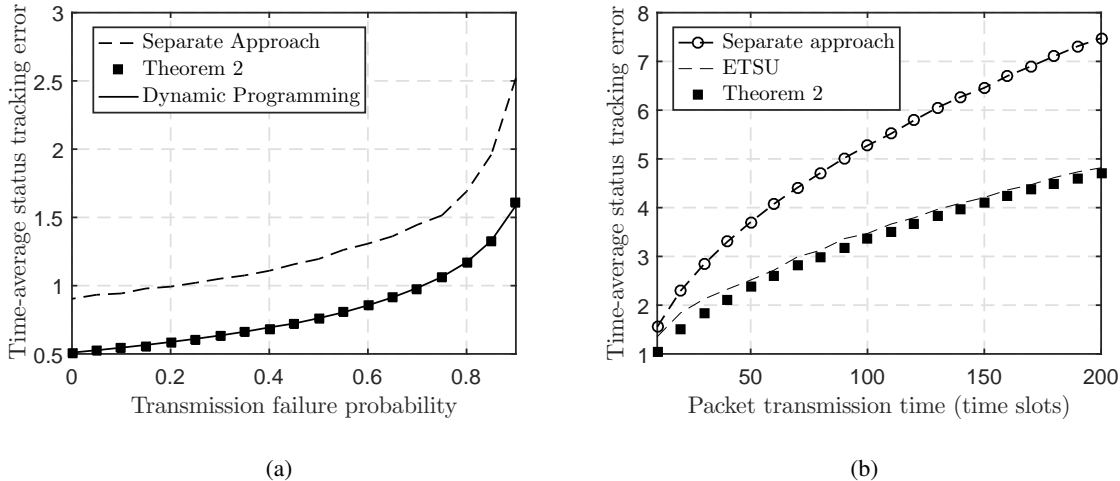 Time-average status tracking error
3
2.5
2
1.5
1
0.5
Separate Approach
Theorem 2
Dynamic Programming
0 0.2 0.4 0.6 0.8
Transmission failure probability
(a)
Time-average status tracking error
8
7
6
5
4
3
2
1
Separate approach
ETSU
Theorem 2
50 100 150 200
Packet transmission time (time slots)
(b)